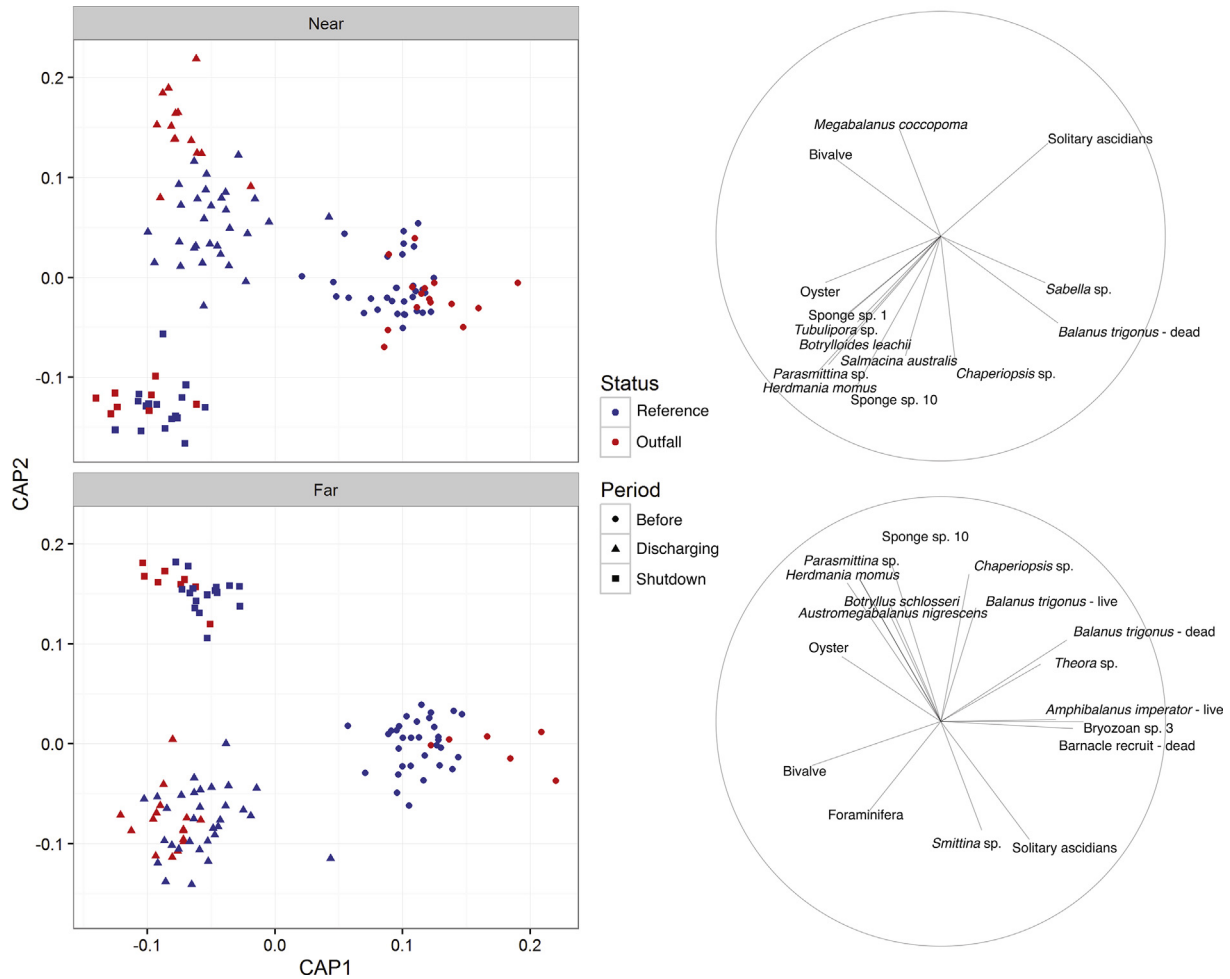 Near
0.2
0.1
0.0
-0.1
Far
0.2
0.1
0.0
-0.1
-0.1
0.0
0.1
0.2
CAP1
CAP2
Status
Reference
Outfall
Period
Before
Discharging
Shutdown
Megabalanus coccopoma
Solitary ascidians
Bivalve
Oyster
Sabella sp.
Sponge sp. 1
Tubulipora sp.
Balanus trigonus - dead
Botrylloides leachii
Salmacina australis
Parasmittina sp.
Chaperiopsis sp.
Herdmania momus
Sponge sp. 10
Sponge sp. 10
Parasmittina sp.
Chaperiopsis sp.
Herdmania momus
Botryllus schlosseri
Balanus trigonus - live
Austromegabalanus nigrescens
Balanus trigonus - dead
Oyster
Theora sp.
Amphibalanus imperator - live
Bryozoan sp. 3
Barnacle recruit - dead
Bivalve
Foraminifera
Smittina sp.
Solitary ascidians